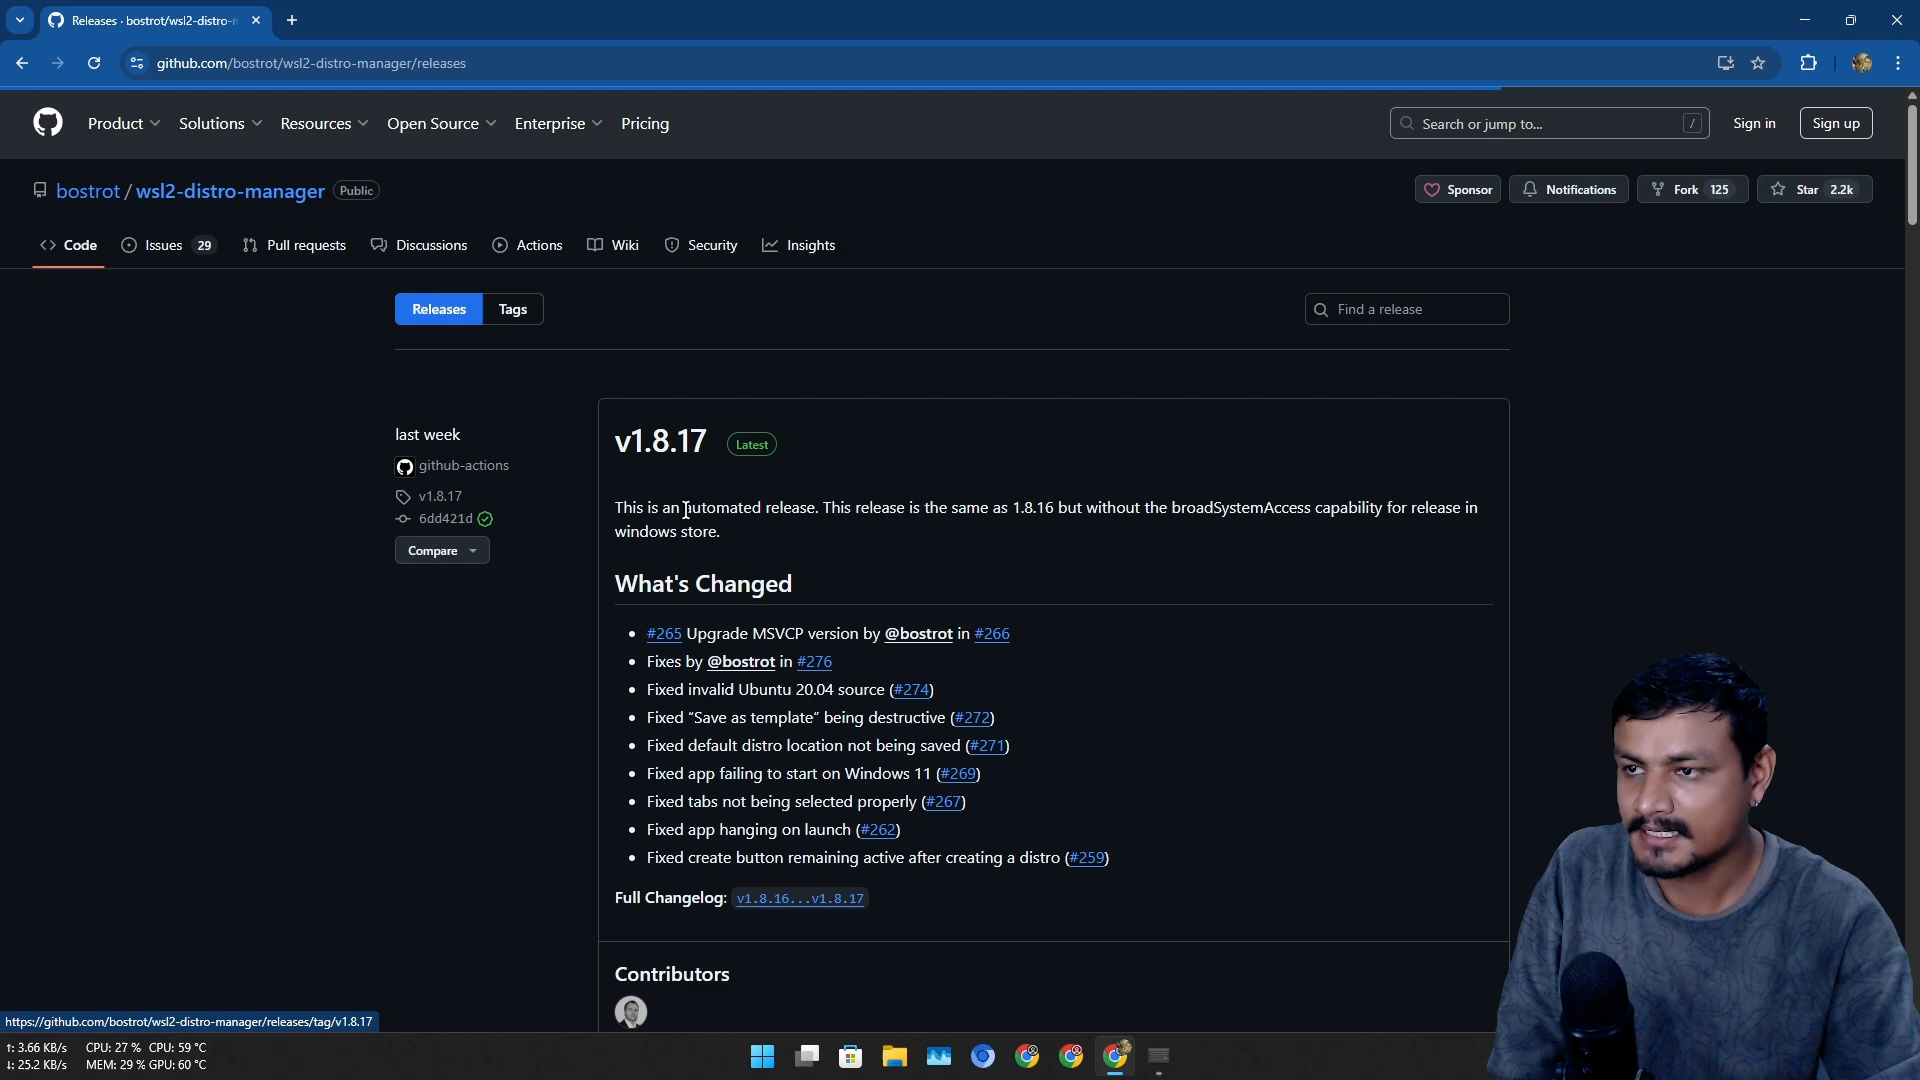 Releases · bostrot/wsl2-distro-n
github.com/bostrot/wsl2-distro-manager/releases
Product
Solutions
Resources
Open Source
Enterprise
Pricing
Search or jump to...
/
Sign in
Sign up
bostrot / wsl2-distro-manager
Public
Sponsor
Notifications
Fork 125
Star 2.2k
Code
Issues 29
Pull requests
Discussions
Actions
Wiki
Security
Insights
Releases
Tags
Find a release
last week
github-actions
v1.8.17
6dd421d
Compare
v1.8.17
Latest
This is an automated release. This release is the same as 1.8.16 but without the broadSystemAccess capability for release in
windows store.
What's Changed
#265 Upgrade MSVCP version by @bostrot in #266
Fixes by @bostrot in #276
Fixed invalid Ubuntu 20.04 source (#274)
Fixed “Save as template” being destructive (#272)
Fixed default distro location not being saved (#271)
Fixed app failing to start on Windows 11 (#269)
Fixed tabs not being selected properly (#267)
Fixed app hanging on launch (#262)
Fixed create button remaining active after creating a distro (#259)
Full Changelog: v1.8.16...v1.8.17
Contributors
https://github.com/bostrot/wsl2-distro-manager/releases/tag/v1.8.17
↑: 3.66 KB/s CPU: 27 % CPU: 59 °C
↓: 25.2 KB/s MEM: 29 % GPU: 60 °C